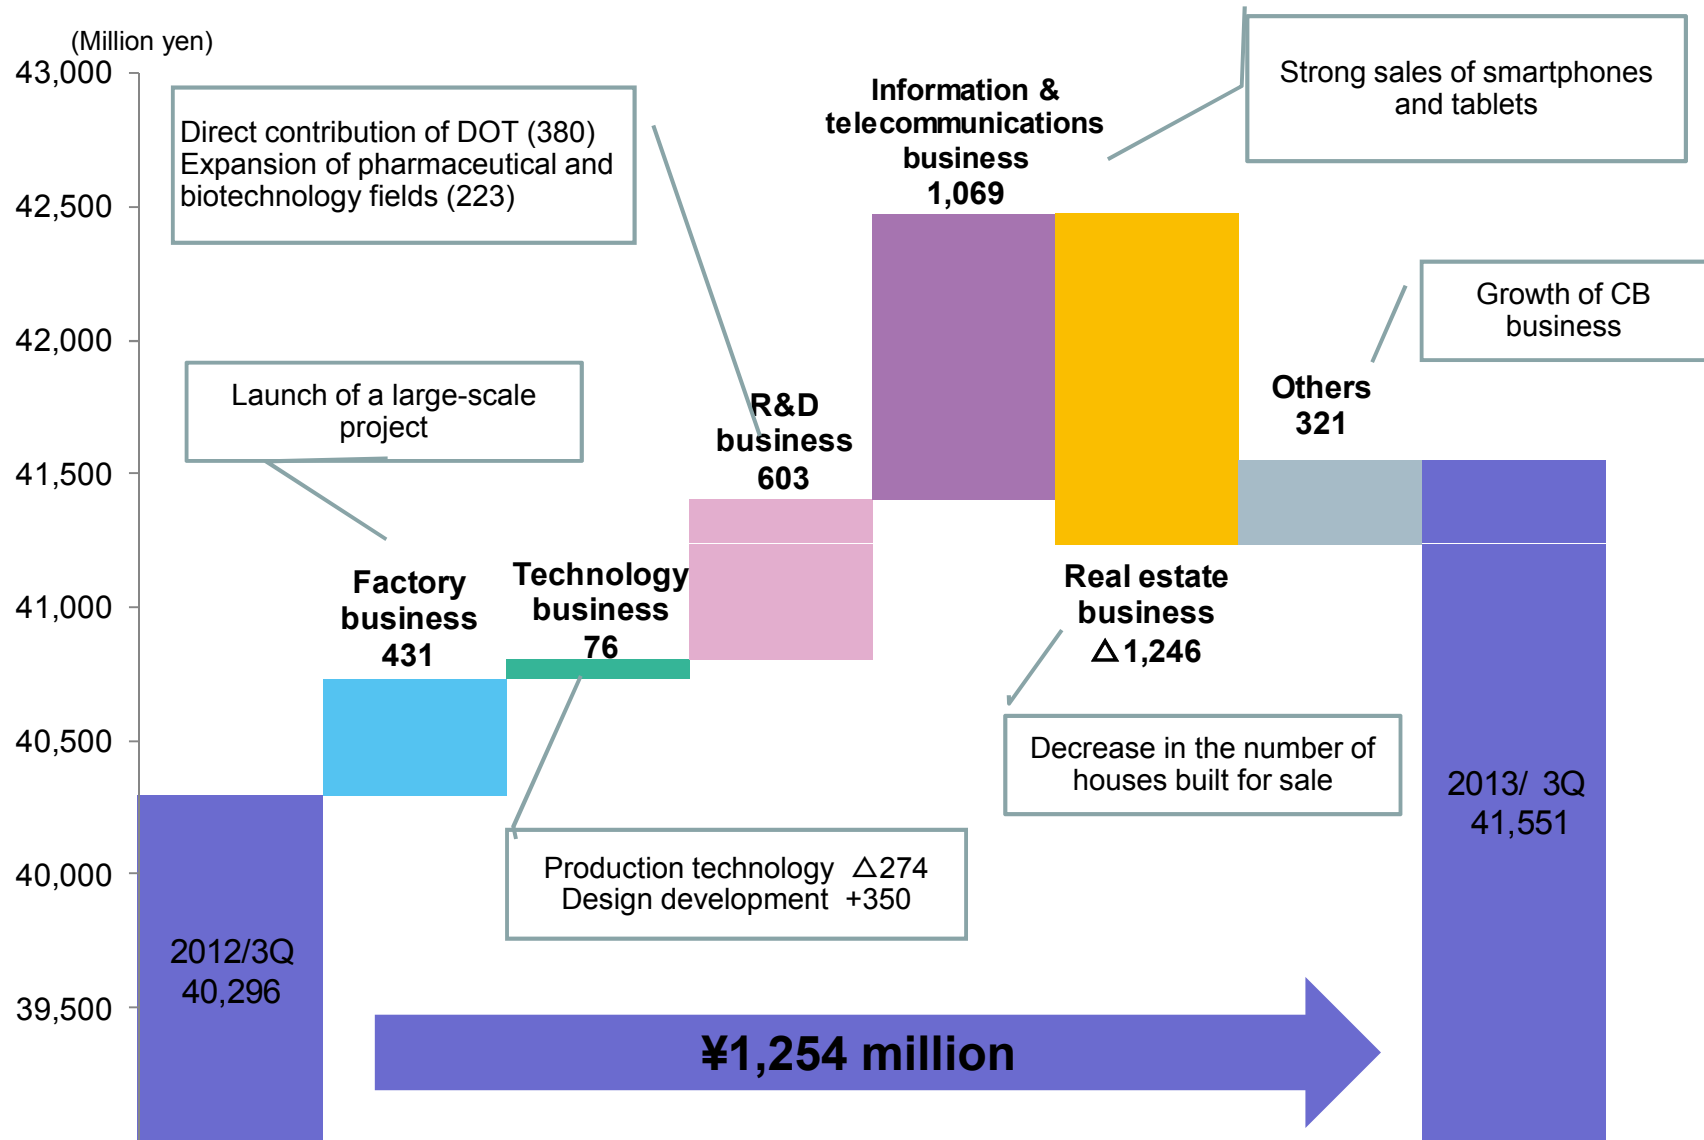 (Million yen)
43,000
42,500
42,000
41,500
41,000
40,500
40,000
39,500
Direct contribution of DOT (380)
Expansion of pharmaceutical and
biotechnology fields (223)
Information &
telecommunications
business
1,069
Strong sales of smartphones
and tablets
Launch of a large-scale
project
R&D
business
603
Others
321
Growth of CB
business
Factory
business
431
Technology
business
76
Real estate
business
△1,246
Production technology △274
Design development +350
Decrease in the number of
houses built for sale
2012/3Q
40,296
2013/ 3Q
41,551
¥1,254 million